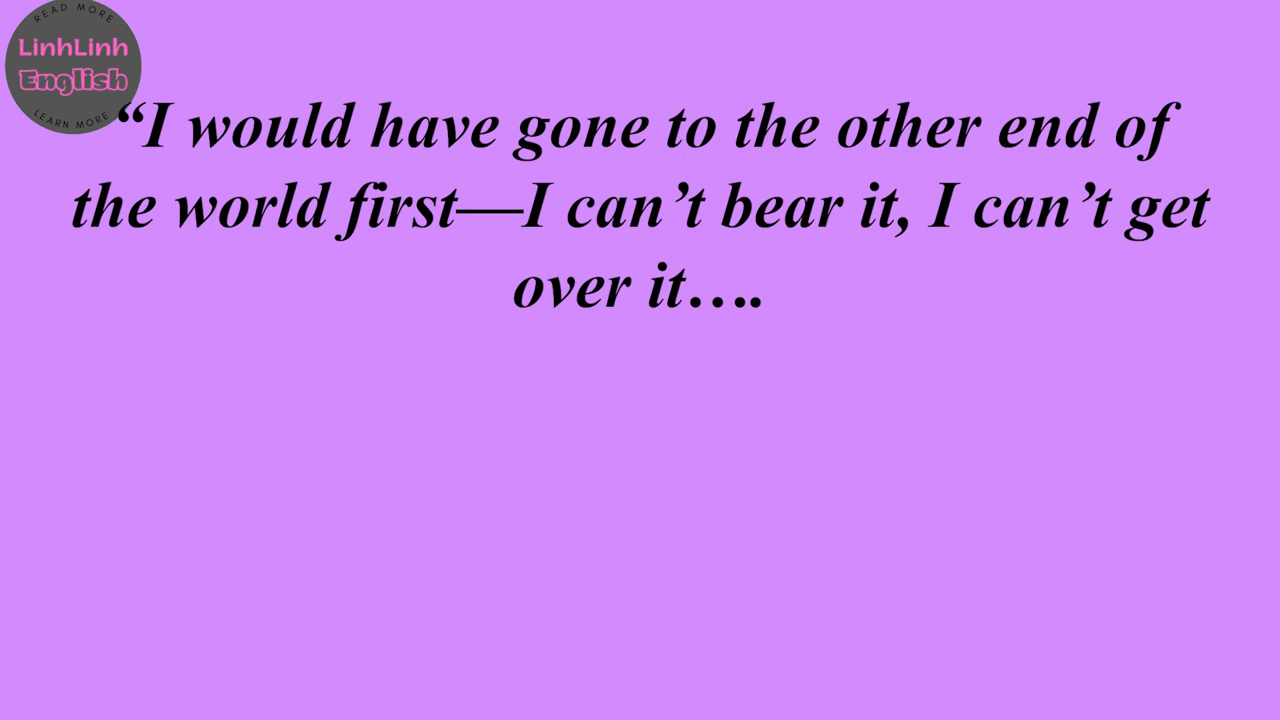 READ MORE
LinhLinh
English
LEARN MORE
“I would have gone to the other end of
the world first—I can’t bear it, I can’t get
over it….